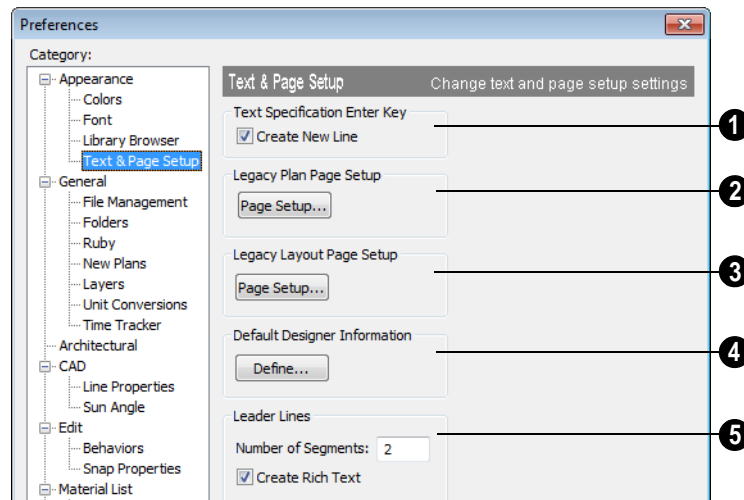 Preferences
Category:
Appearance
Colors
Font
Library Browser
Text & Page Setup
General
File Management
Folders
Ruby
New Plans
Layers
Unit Conversions
Time Tracker
Architectural
CAD
Line Properties
Sun Angle
Edit
Behaviors
Snap Properties
Material List
Text & Page Setup Change text and page setup settings
Text Specification Enter Key
Create New Line
1
Legacy Plan Page Setup
Page Setup...
2
Legacy Layout Page Setup
Page Setup...
3
Default Designer Information
Define...
4
Leader Lines
Number of Segments: 2
Create Rich Text
5